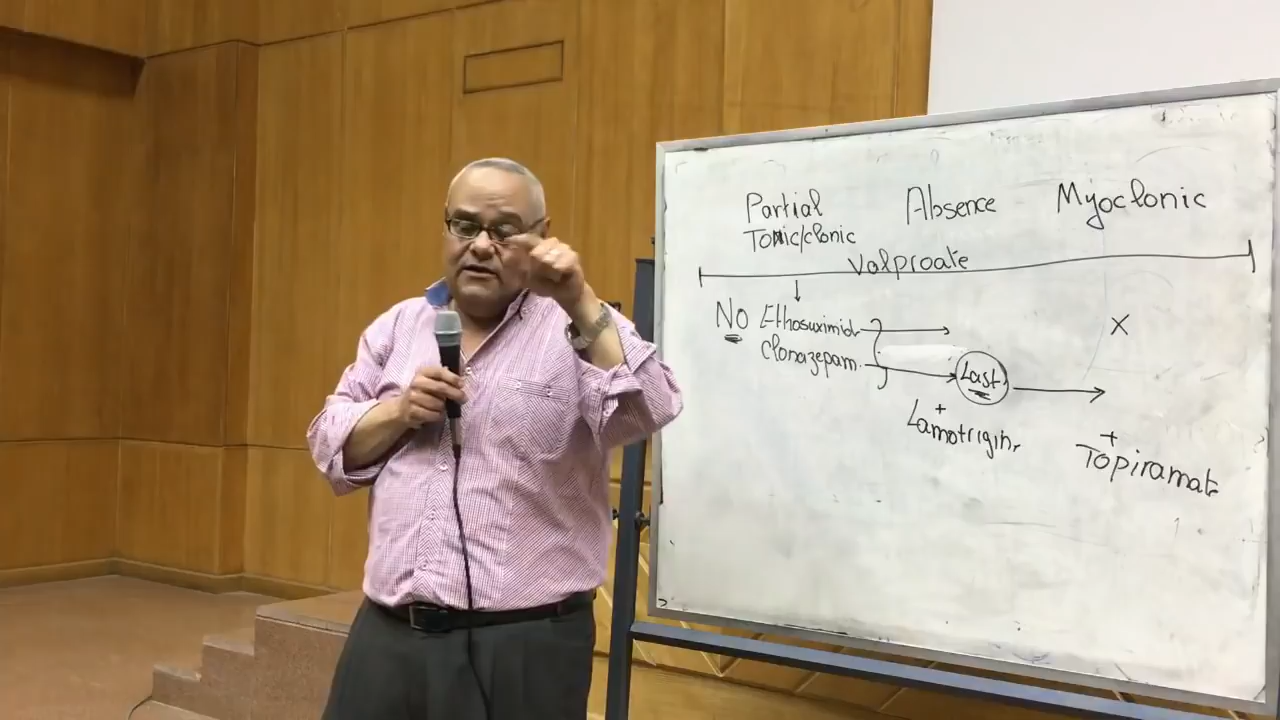 Partial Absence Myoclonic
Tonic/clonic
Valproate
NO Ethosuximid X
Clonazepam Last
+
Lamotrigin
+
Topiramat